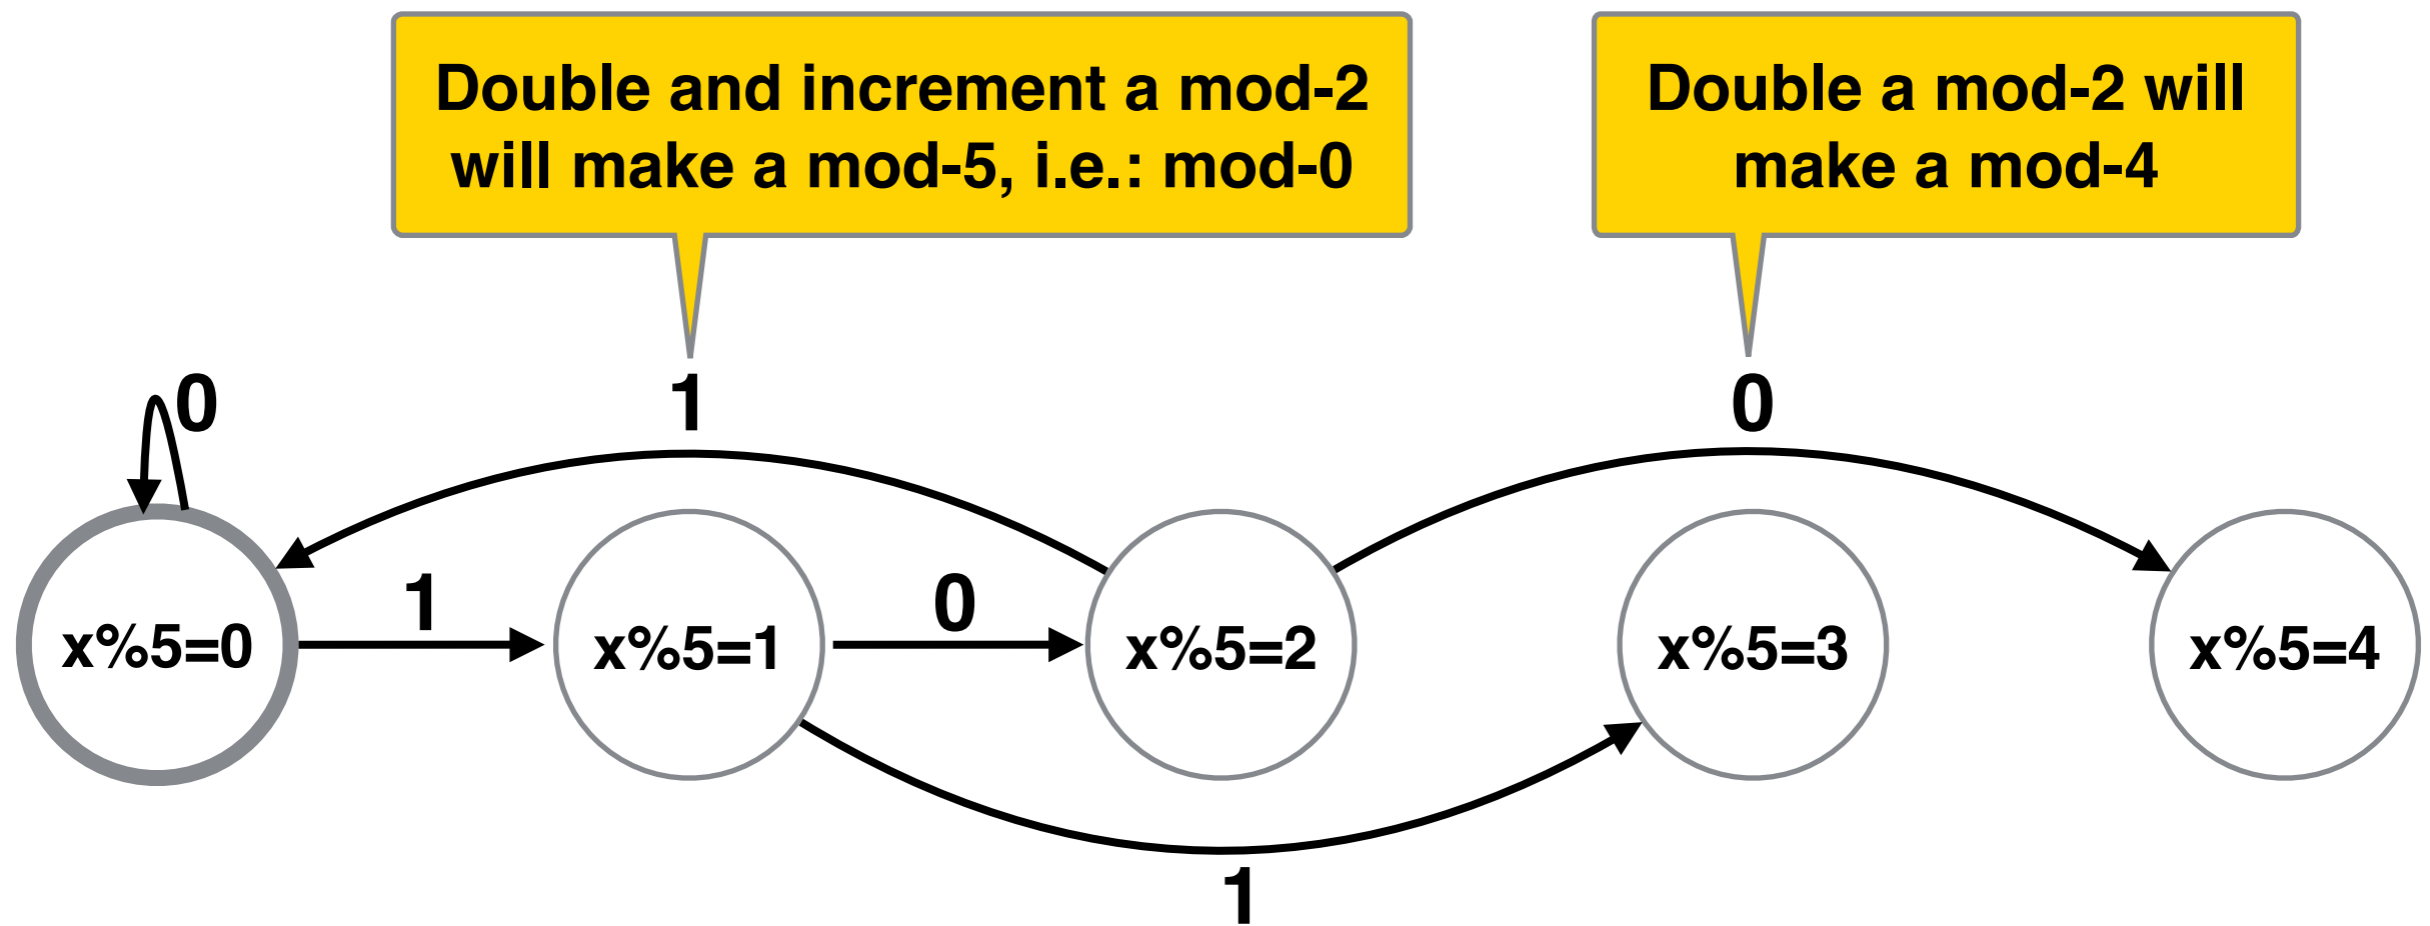 Double and increment a mod-2
will make a mod-5, i.e.: mod-0
Double a mod-2 will
make a mod-4
0
1
0
1
0
x%5=0
x%5=1
x%5=2
x%5=3
x%5=4
1